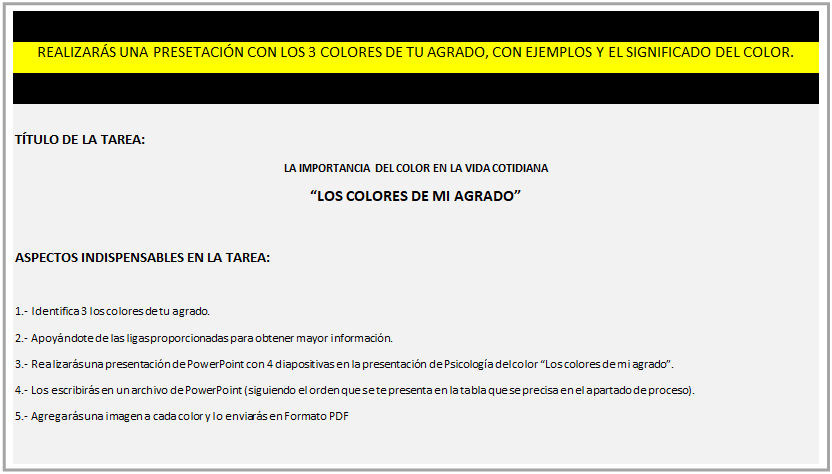 REALIZARÁS UNA PRESETACIÓN CON LOS 3 COLORES DE TU AGRADO, CON EJEMPLOS Y EL SIGNIFICADO DEL COLOR.
TÍTULO DE LA TAREA:
LA IMPORTANCIA DEL COLOR EN LA VIDA COTIDIANA
“LOS COLORES DE MI AGRADO”
ASPECTOS INDISPENSABLES EN LA TAREA:
1.- Identifica 3 los colores de tu agrado.
2.- Apoyándote de las ligas proporcionadas para obtener mayor información.
3.- Realizarás una presentación de PowerPoint con 4 diapositivas en la presentación de Psicología del color “Los colores de mi agrado”.
4.- Los escribirás en un archivo de PowerPoint (siguiendo el orden que se te presenta en la tabla que se precisa en el apartado de proceso).
5.- Agregarás una imagen a cada color y lo enviarás en Formato PDF